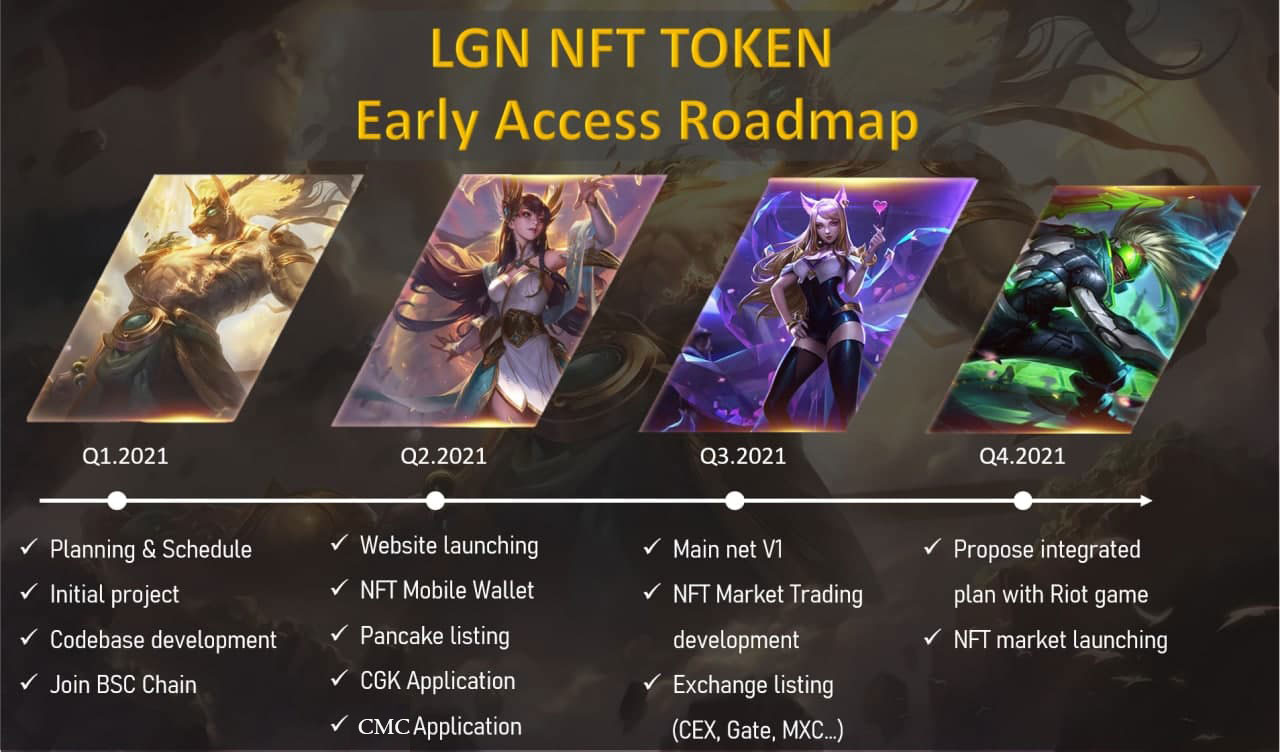 LGN NFT TOKEN
Early Access Roadmap
Q1.2021
Q2.2021
Q3.2021
Q4.2021
Planning & Schedule
Initial project
Codebase development
Join BSC Chain
Website launching
NFT Mobile Wallet
Pancake listing
CGK Application
CMC Application
Main net V1
NFT Market Trading
development
Exchange listing
(CEX, Gate, MXC...)
Propose integrated
plan with Riot game
NFT market launching